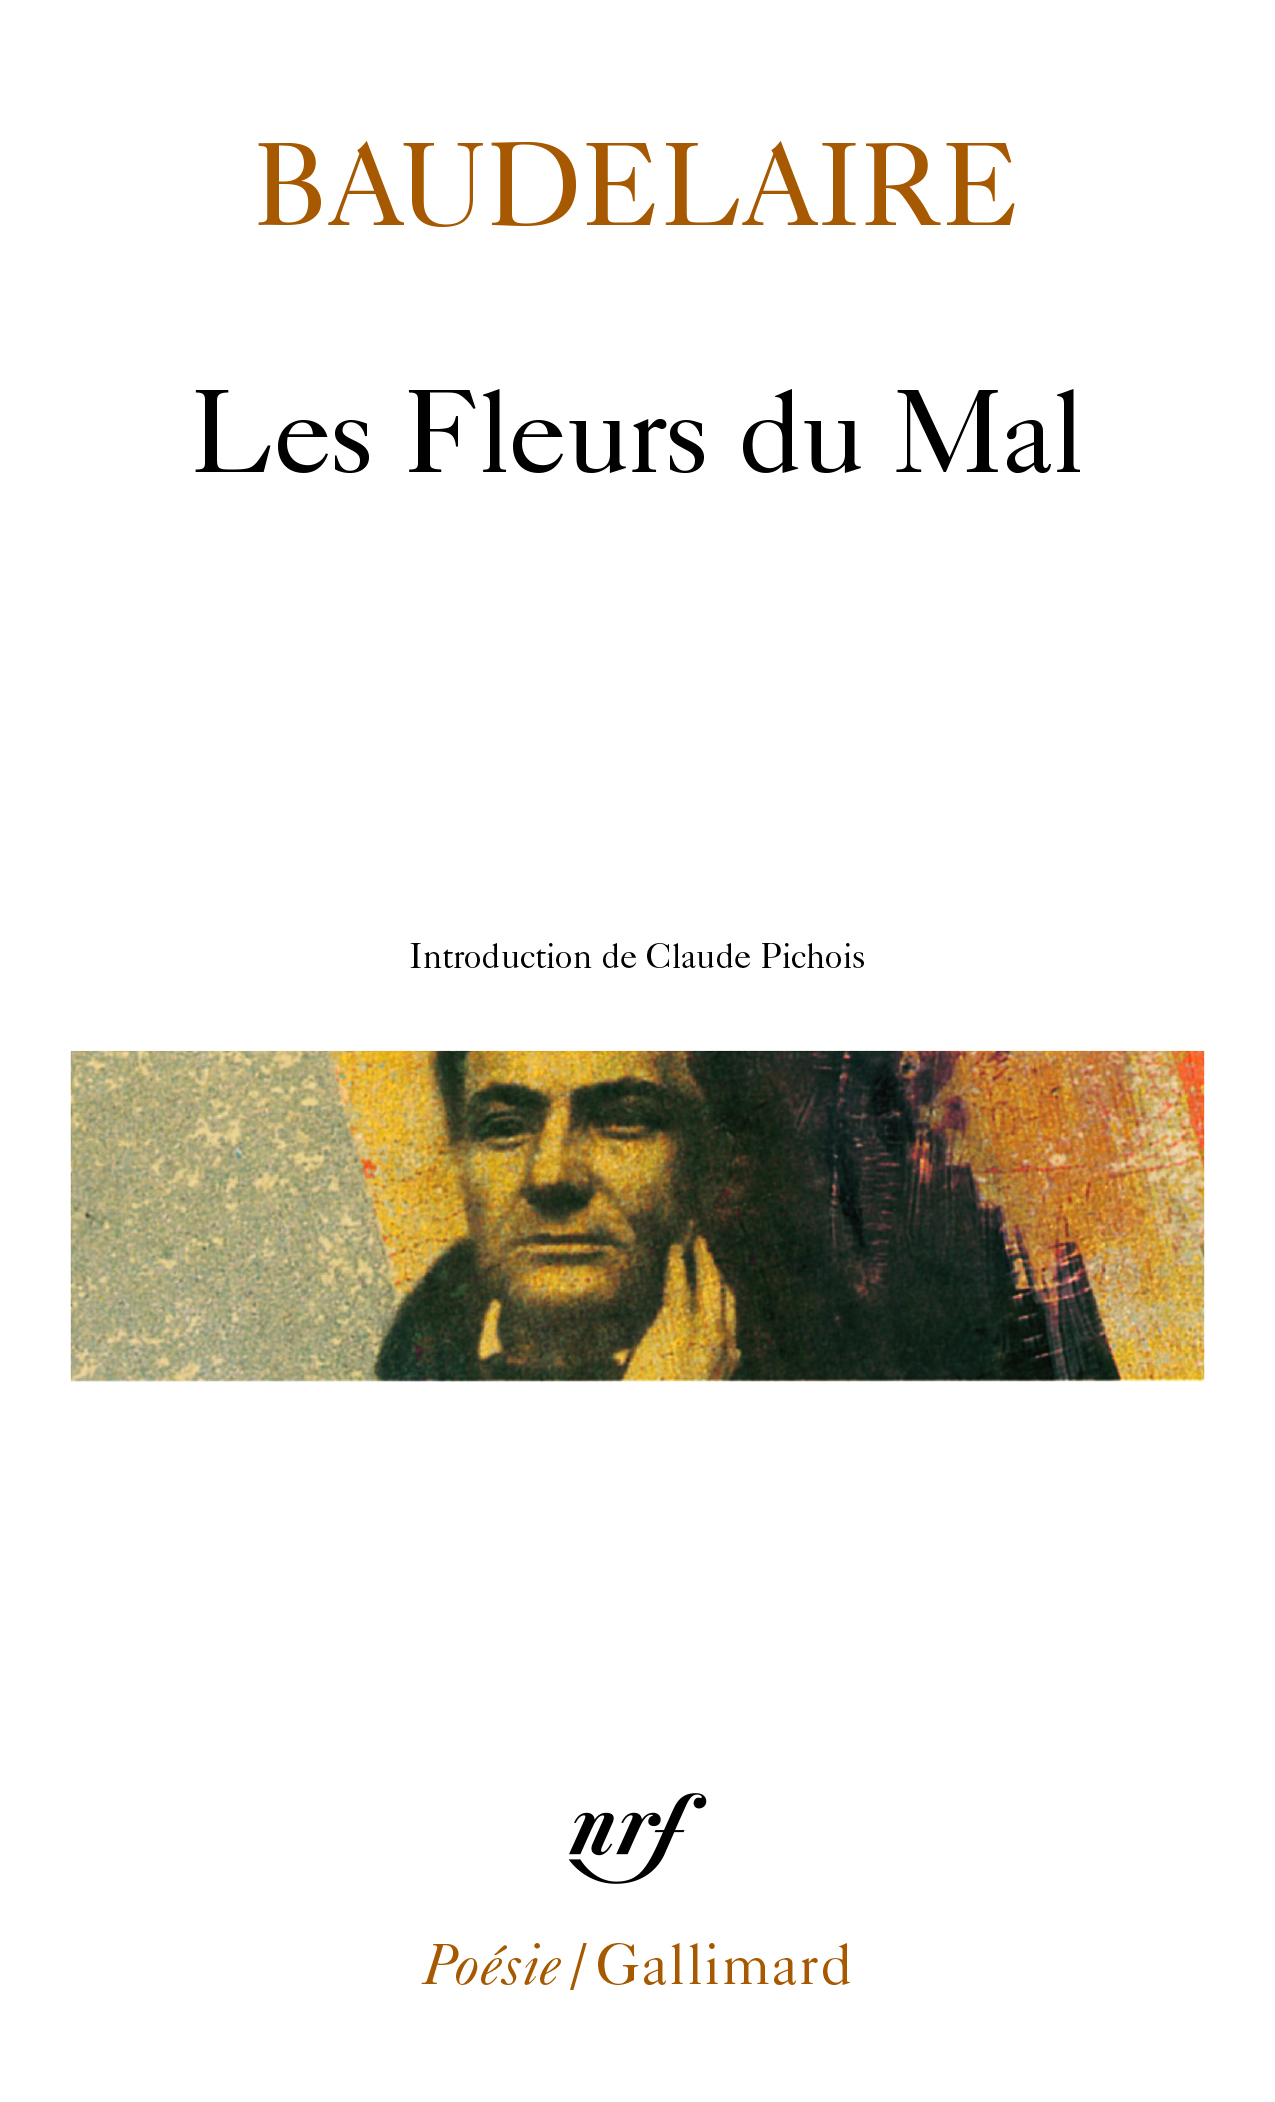 BAUDELAIRE
Les Fleurs du Mal
Introduction de Claude Pichois
nrf
Poésie / Gallimard